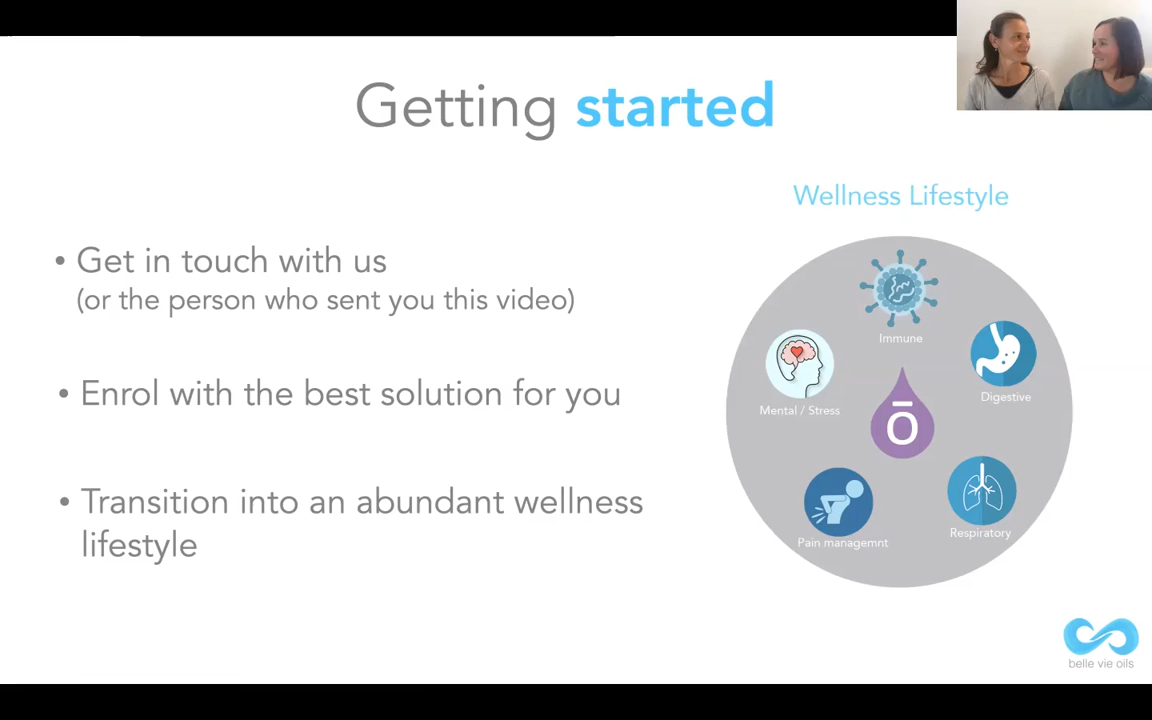 Getting started
Wellness Lifestyle
• Get in touch with us
(or the person who sent you this video)
• Enrol with the best solution for you
• Transition into an abundant wellness
lifestyle
Immune
Mental / Stress
Digestive
ō
Pain managemnt
Respiratory
belle vie oils